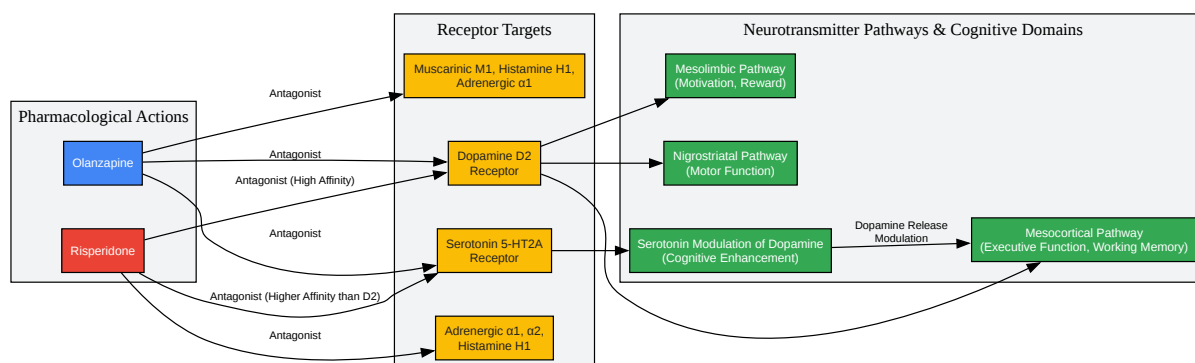 Pharmacological Actions
Olanzapine
Risperidone
Antagonist
Antagonist
Antagonist (High Affinity)
Antagonist
Antagonist (Higher Affinity than D2)
Antagonist
Receptor Targets
Muscarinic M1, Histamine H1,
Adrenergic α1
Dopamine D2
Receptor
Serotonin 5-HT2A
Receptor
Adrenergic α1, α2,
Histamine H1
Neurotransmitter Pathways & Cognitive Domains
Mesolimbic Pathway
(Motivation, Reward)
Nigrostriatal Pathway
(Motor Function)
Serotonin Modulation of Dopamine
(Cognitive Enhancement)
Dopamine Release
Modulation
Mesocortical Pathway
(Executive Function, Working Memory)